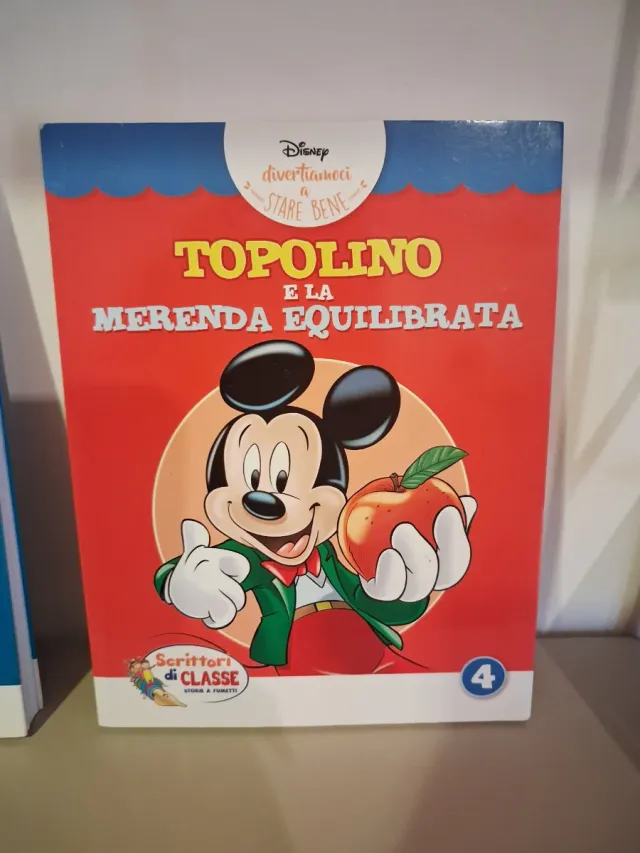 Disney
divertiamoci
a
STARE BENE
TOPOLINO
E LA
MERENDA EQUILIBRATA
Scrittori
di CLASSE
STORIE A FUMETTI
4